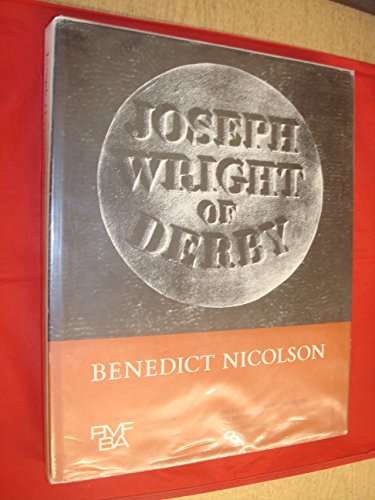 JOSEPH
WRIGHT
OF
DERBY
BENEDICT NICOLSON
PMF
BA